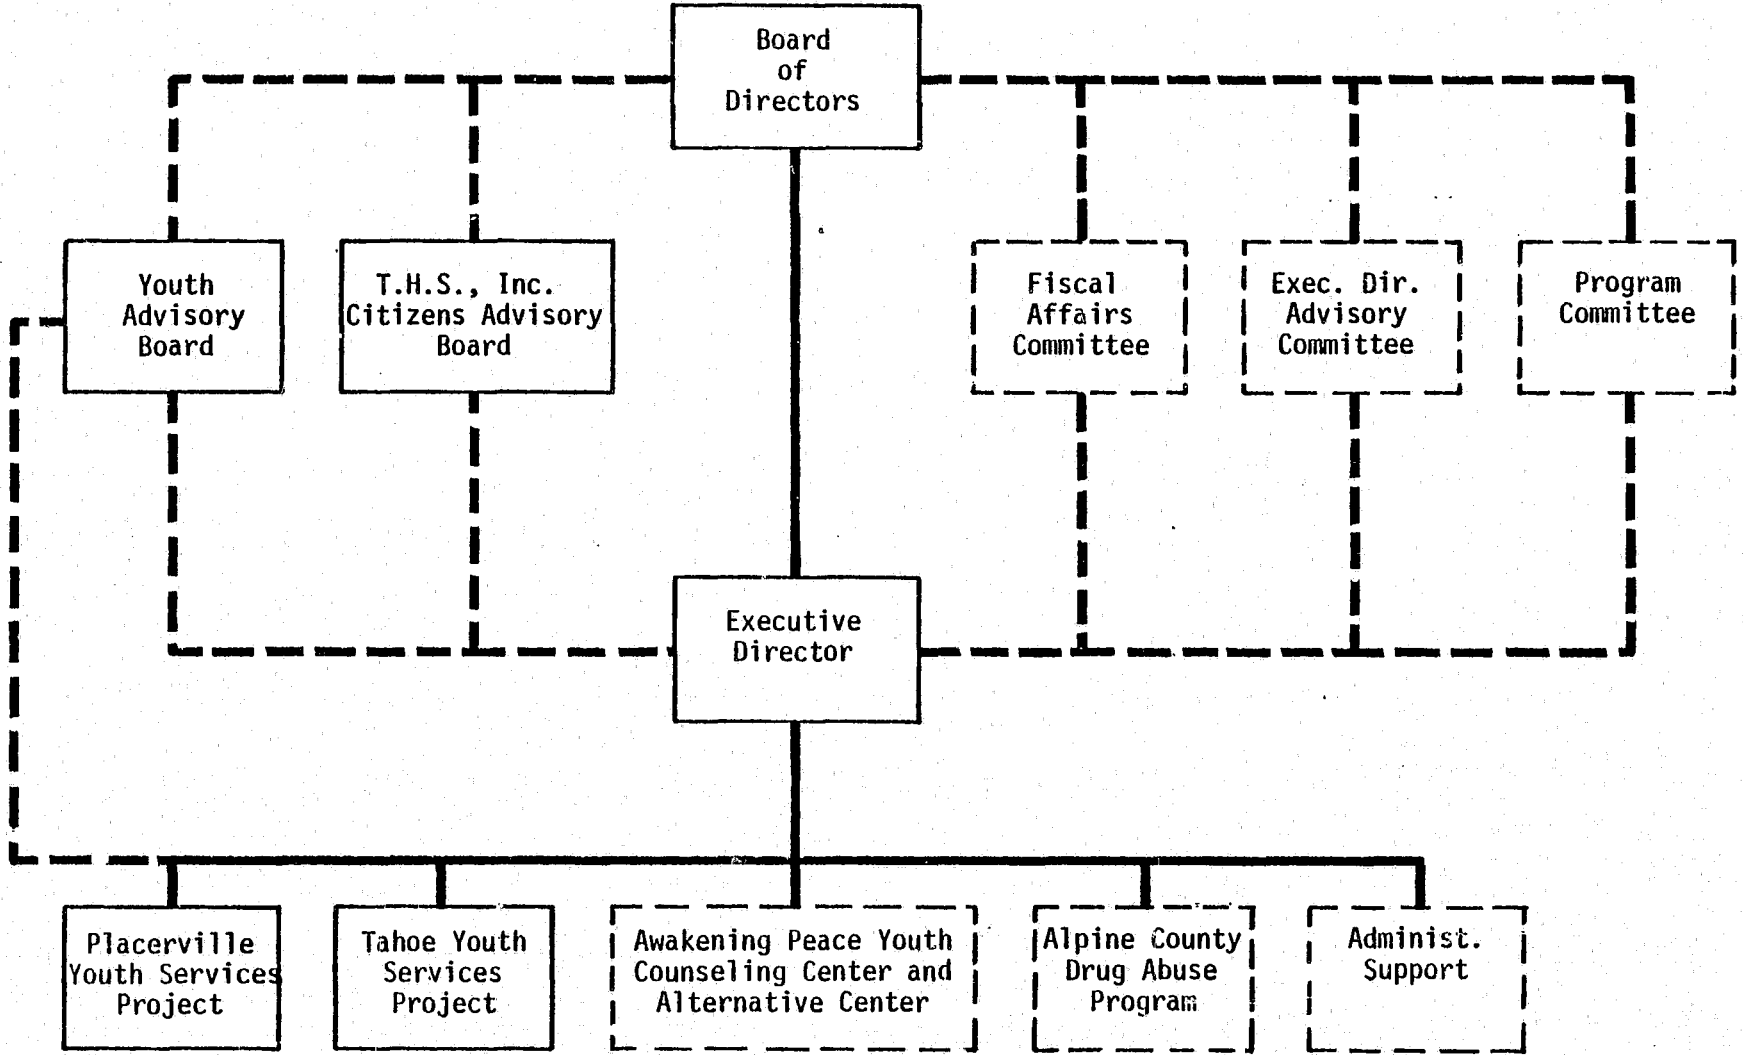 Board
of
Directors
Youth
Advisory
Board
T.H.S., Inc.
Citizens Advisory
Board
Fiscal
Affairs
Committee
Exec. Dir.
Advisory
Committee
Program
Committee
Executive
Director
Placerville
Youth Services
Project
Tahoe Youth
Services
Project
Awakening Peace Youth
Counseling Center and
Alternative Center
Alpine County
Drug Abuse
Program
Administ.
Support